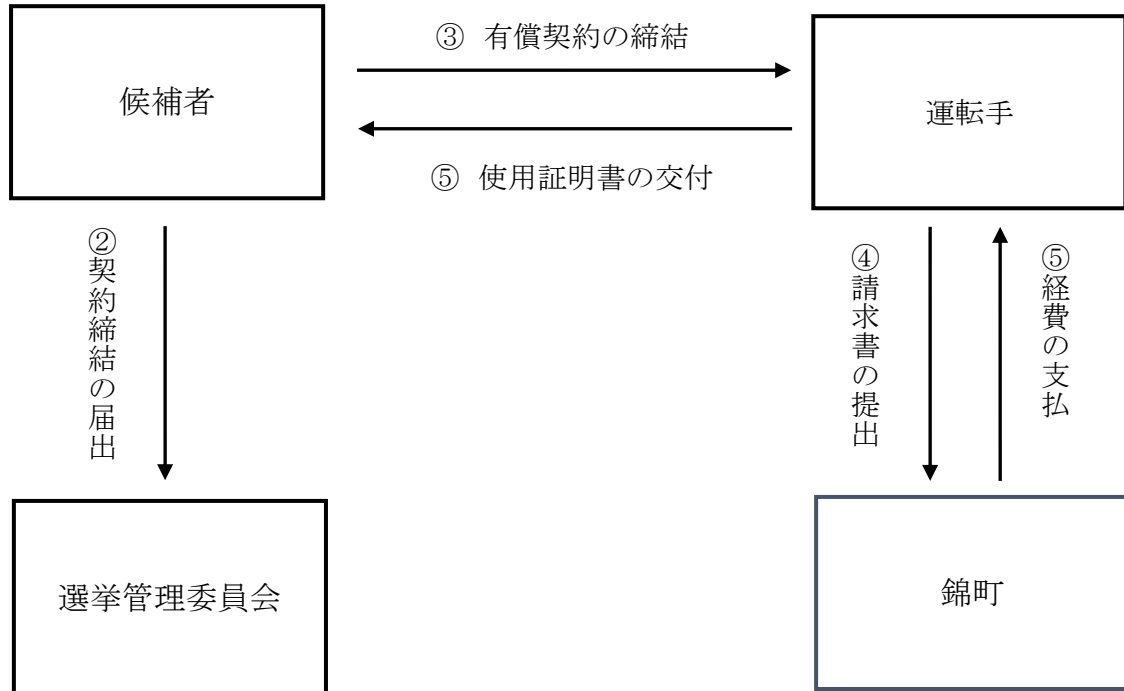 ③ 有償契約の締結
候補者
運転手
⑤ 使用証明書の交付
②契約締結の届出
④請求書の提出
⑤経費の支払
選挙管理委員会
錦町